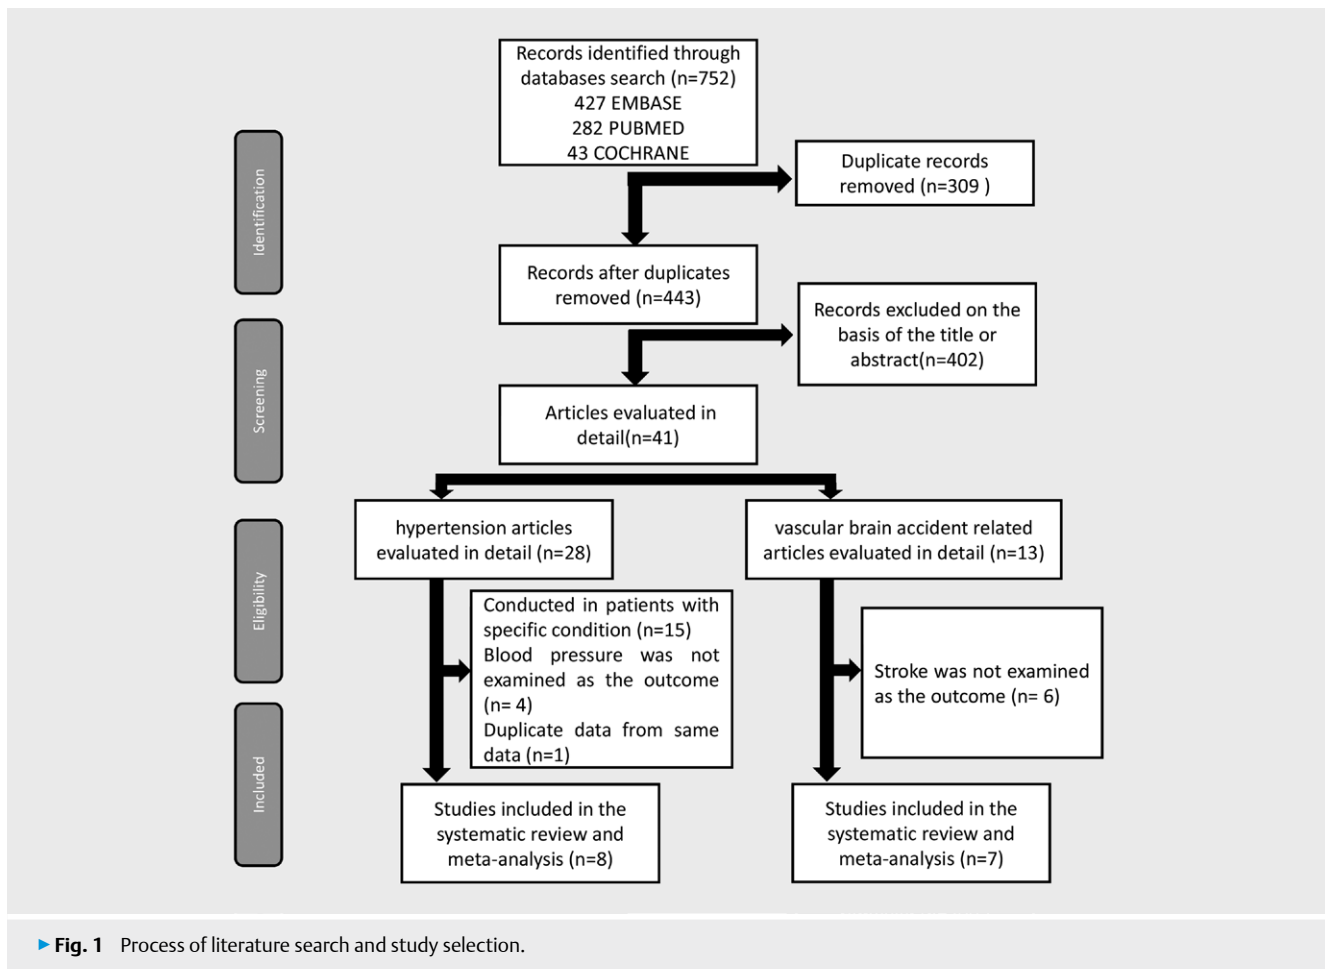 Records identified through
databases search (n=752)
427 EMBASE
282 PUBMED
43 COCHRANE
Duplicate records
removed (n=309 )
Identification
Records after duplicates
removed (n=443)
Records excluded on the
basis of the title or
abstract(n=402)
Screening
Articles evaluated in
detail(n=41)
hypertension articles
evaluated in detail (n=28)
vascular brain accident related
articles evaluated in detail (n=13)
Eligibility
Conducted in patients with
specific condition (n=15)
Blood pressure was not
examined as the outcome
(n= 4)
Duplicate data from same
data (n=1)
Stroke was not examined
as the outcome (n= 6)
Included
Studies included in the
systematic review and
meta-analysis (n=8)
Studies included in the
systematic review and
meta-analysis (n=7)
▶ Fig. 1 Process of literature search and study selection.